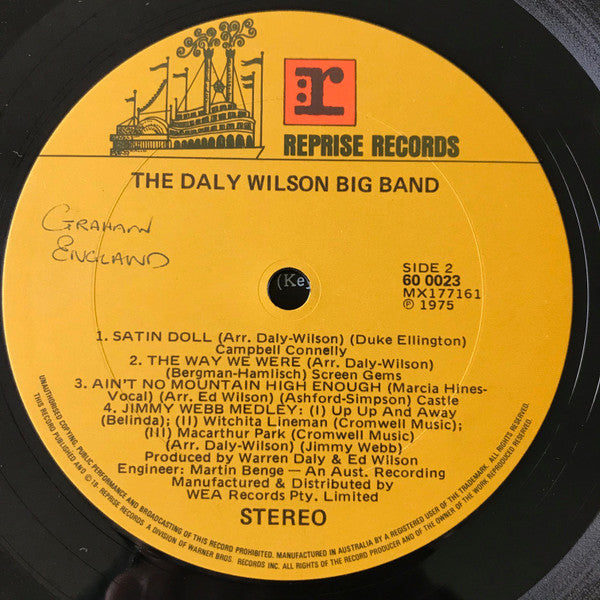 r
REPRISE RECORDS
THE DALY WILSON BIG BAND
GRAHAM
ENGLAND
SIDE 2
60 0023
MX177161
℗ 1975
(Ke
1. SATIN DOLL (Arr. Daly-Wilson) (Duke Ellington)
Campbell Connelly
2. THE WAY WE WERE (Arr. Daly-Wilson)
(Bergman-Hamlisch) Screen Gems
3. AIN'T NO MOUNTAIN HIGH ENOUGH (Marcia Hines-
Vocal) (Arr. Ed Wilson) (Ashford-Simpson) Castle
4. JIMMY WEBB MEDLEY: (I) Up Up And Away
(Belinda); (II) Witchita Lineman (Cromwell Music);
(III) Macarthur Park (Cromwell Music)
(Arr. Daly-Wilson) (Jimmy Webb)
Produced by Warren Daly & Ed Wilson
Engineer: Martin Benge — An Aust. Recording
Manufactured & Distributed by
WEA Records Pty. Limited
STEREO
UNAUTHORISED COPYING, PUBLIC PERFORMANCE AND BROADCASTING OF THIS RECORD PROHIBITED. MANUFACTURED IN AUSTRALIA BY A REGISTERED USER OF THE TRADEMARK. ALL RIGHTS RESERVED.
THIS RECORD PUBLISHED AND © REPRISE RECORDS A DIVISION OF WARNER BROS. RECORDS INC. ALL RIGHTS OF THE RECORD PRODUCER AND OF THE OWNER OF THE WORK REPRODUCED RESERVED.